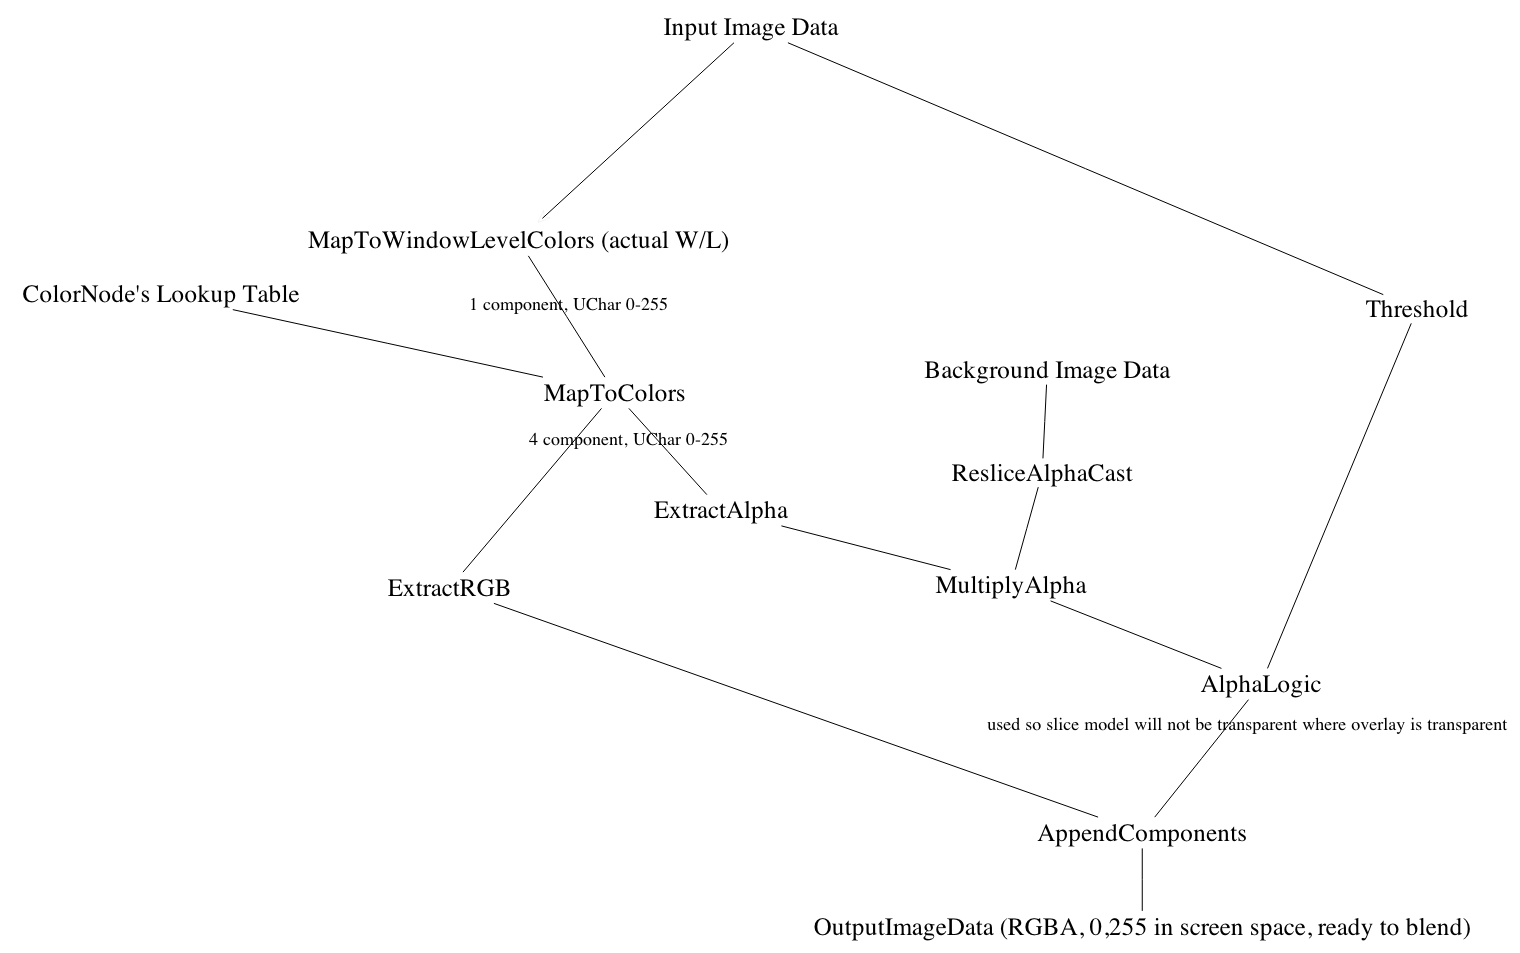 Input Image Data
MapToWindowLevelColors (actual W/L)
ColorNode's Lookup Table
1 component, UChar 0-255
Threshold
Background Image Data
MapToColors
4 component, UChar 0-255
ResliceAlphaCast
ExtractAlpha
ExtractRGB
MultiplyAlpha
AlphaLogic
used so slice model will not be transparent where overlay is transparent
AppendComponents
OutputImageData (RGBA, 0,255 in screen space, ready to blend)